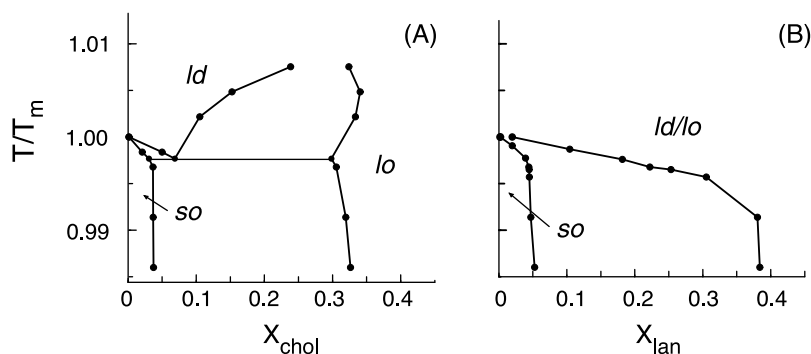 (A)
(B)
T/Tm
1.01
1.00
0.99
ld
lo
so
0 0.1 0.2 0.3 0.4
Xchol
ld/lo
so
0 0.1 0.2 0.3 0.4
Xlan